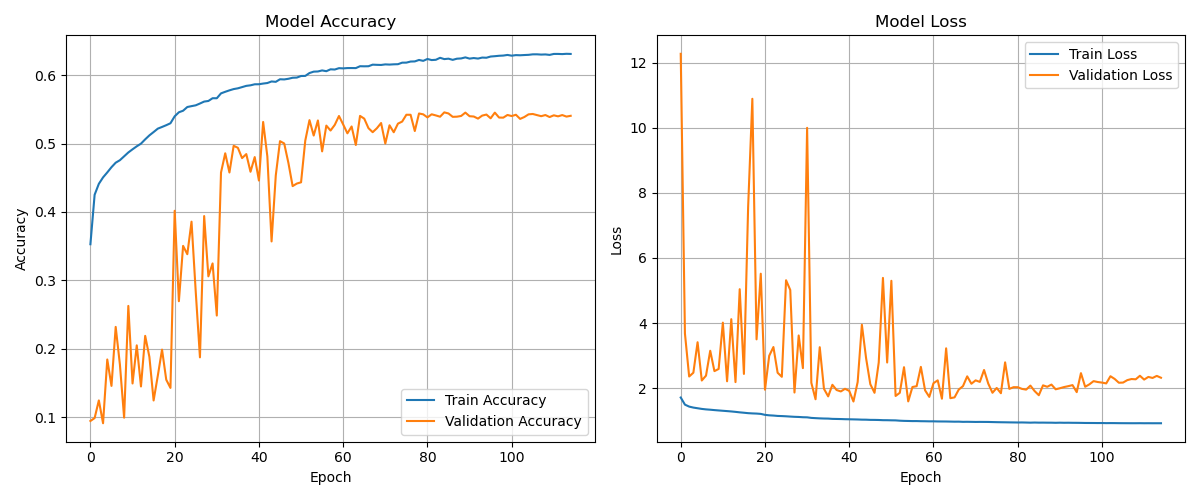 Model Accuracy
Accuracy
0.6
0.5
0.4
0.3
0.2
0.1
0 20 40 60 80 100
Epoch
Train Accuracy
Validation Accuracy
Model Loss
Loss
12
10
8
6
4
2
0 20 40 60 80 100
Epoch
Train Loss
Validation Loss